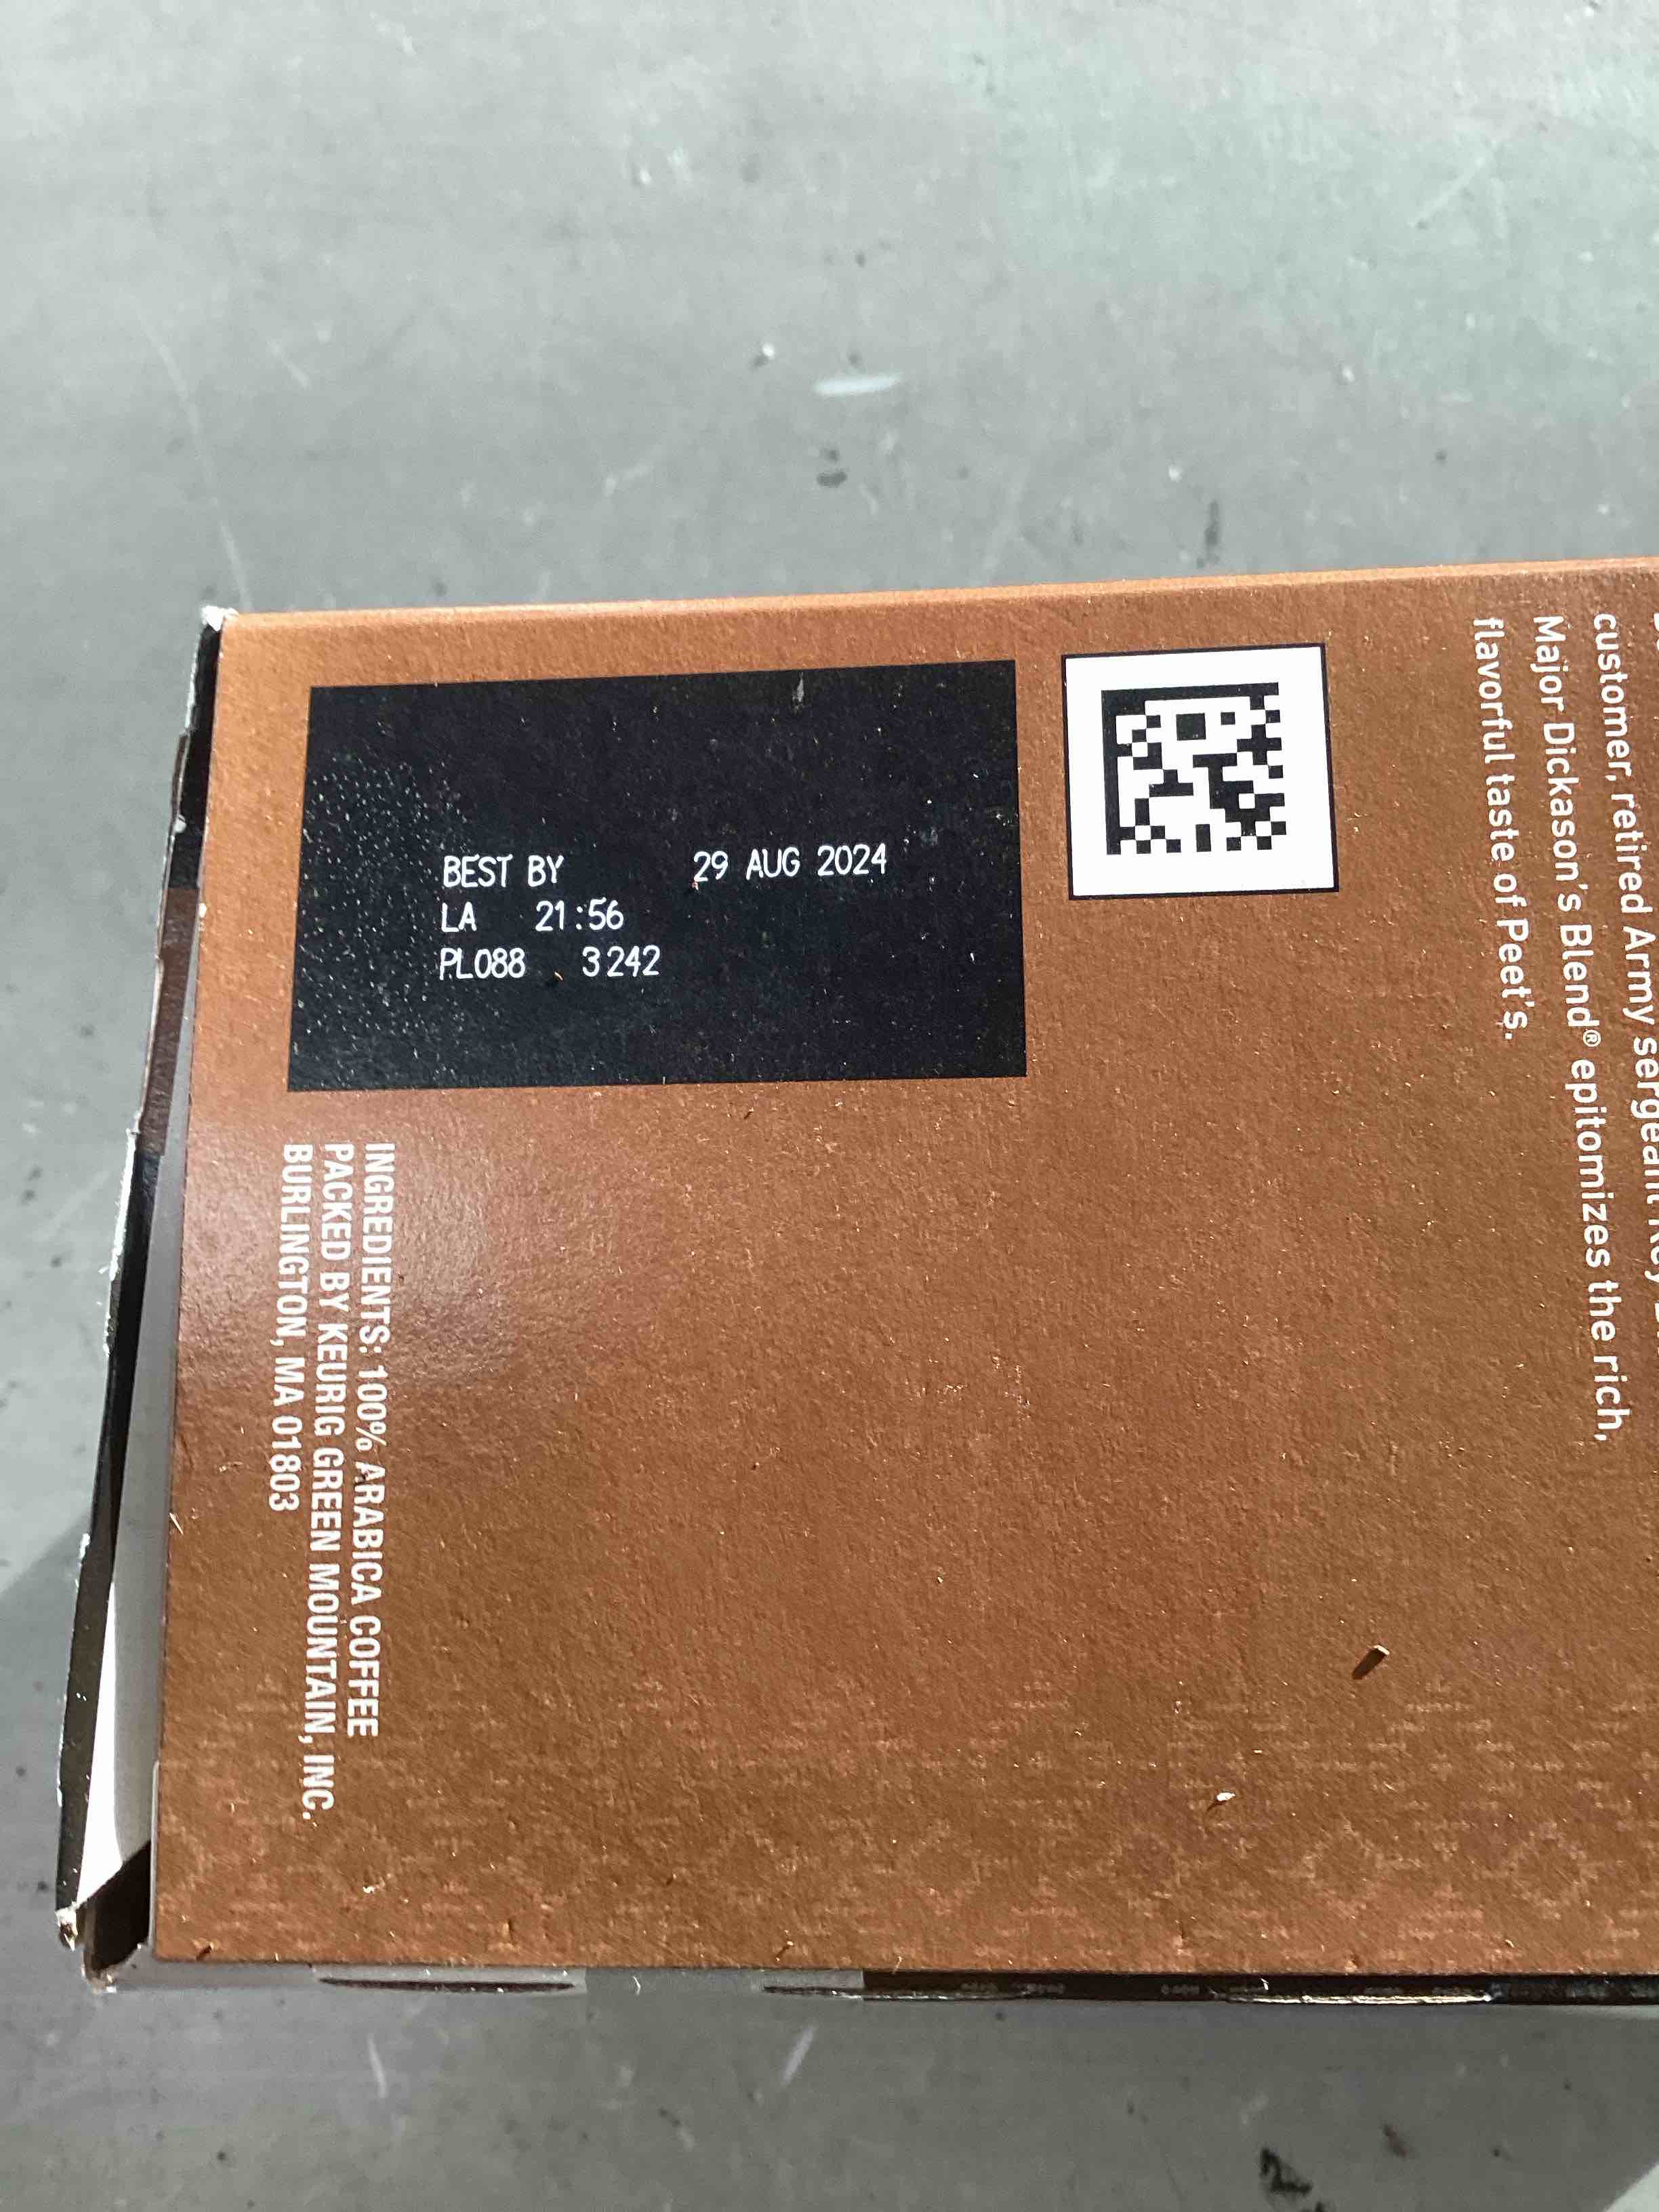 BEST BY 29 AUG 2024
LA 21:56
PL088 3242
customer, retired Army sergeant
Major Dickason's Blend® epitomizes the rich,
flavorful taste of Peet's.
INGREDIENTS: 100% ARABICA COFFEE
PACKED BY KEURIG GREEN MOUNTAIN, INC.
BURLINGTON, MA 01803